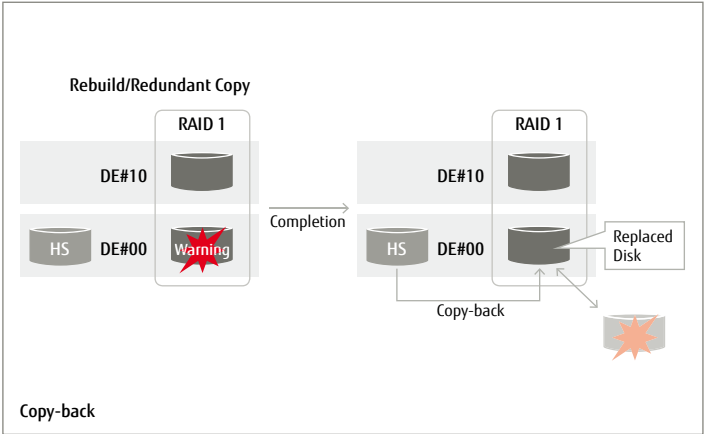 Rebuild/Redundant Copy
RAID 1
DE#10
HS
DE#00
Warning
Completion
RAID 1
DE#10
HS
DE#00
Replaced
Disk
Copy-back
Copy-back